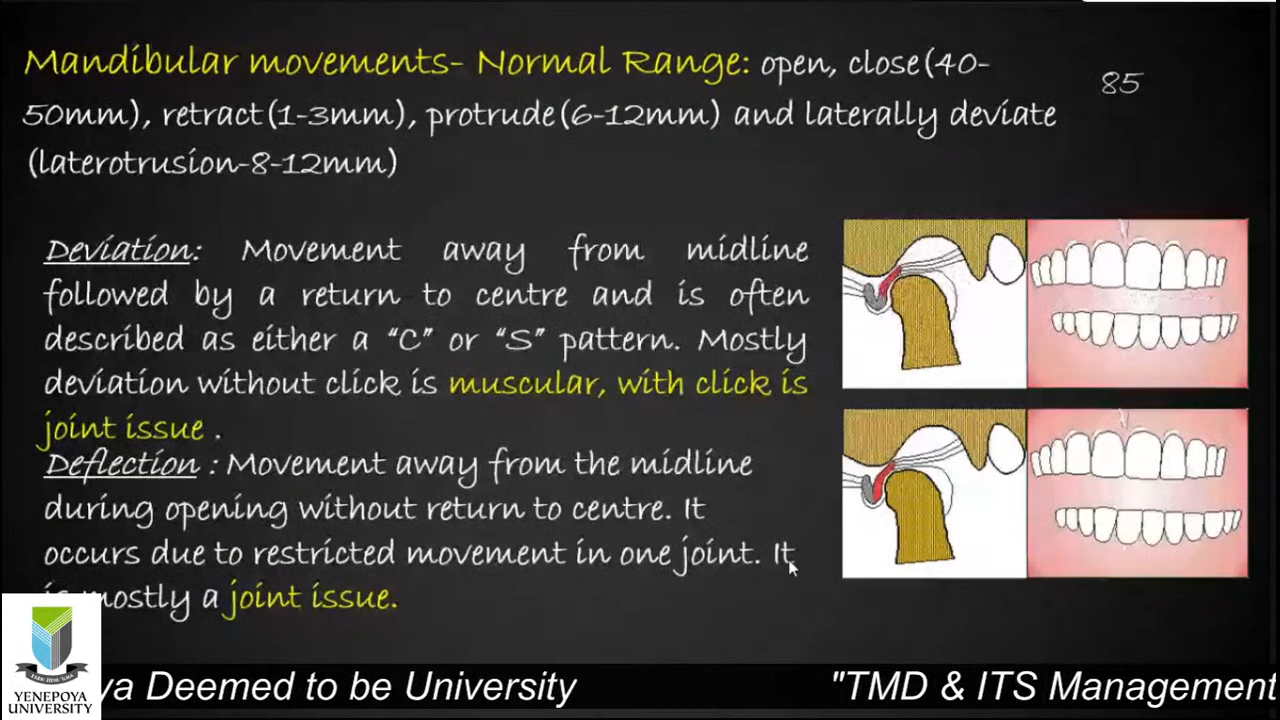 Mandibular movements- Normal Range: open, close(40-
50mm), retract(1-3mm), protrude(6-12mm) and laterally deviate
(laterotrusion-8-12mm)
85
Deviation: Movement away from midline
followed by a return to centre and is often
described as either a “C” or “S” pattern. Mostly
deviation without click is muscular, with click is
joint issue .
Deflection : Movement away from the midline
during opening without return to centre. It
occurs due to restricted movement in one joint. It
mostly a joint issue.
YENEPOYA
UNIVERSITY
ya Deemed to be University
"TMD & ITS Management